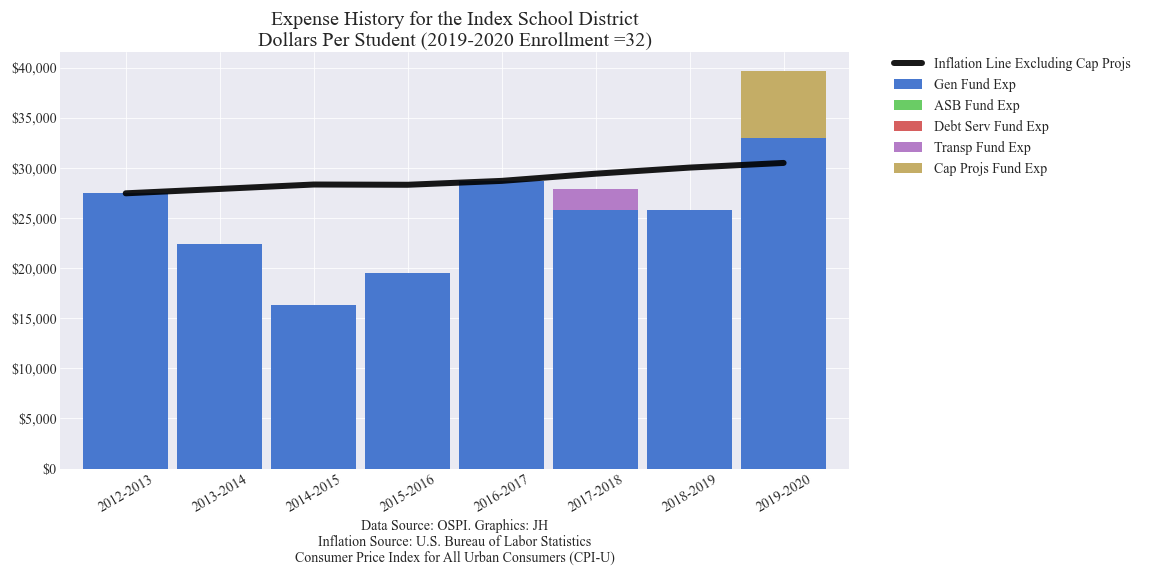 Expense History for the Index School District
Dollars Per Student (2019-2020 Enrollment =32)
$40,000
$35,000
$30,000
$25,000
$20,000
$15,000
$10,000
$5,000
$0
2012-2013
2013-2014
2014-2015
2015-2016
2016-2017
2017-2018
2018-2019
2019-2020
Data Source: OSPI. Graphics: JH
Inflation Source: U.S. Bureau of Labor Statistics
Consumer Price Index for All Urban Consumers (CPI-U)
Inflation Line Excluding Cap Projs
Gen Fund Exp
ASB Fund Exp
Debt Serv Fund Exp
Transp Fund Exp
Cap Projs Fund Exp